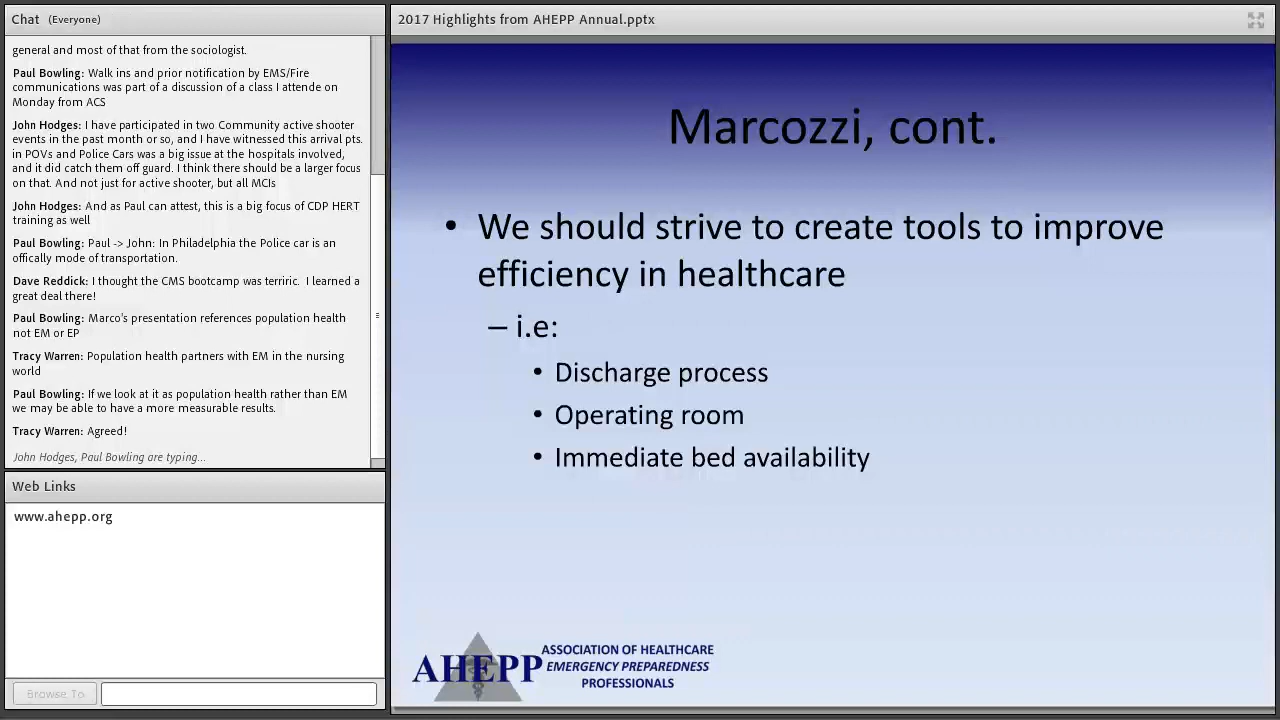 Chat (Everyone)
general and most of that from the sociologist.
Paul Bowling: Walk ins and prior notification by EMS/Fire
communications was part of a discussion of a class I attende on
Monday from ACS
John Hodges: I have participated in two Community active shooter
events in the past month or so, and I have witnessed this arrival pts.
in POVs and Police Cars was a big issue at the hospitals involved,
and it did catch them off guard. I think there should be a larger focus
on that. And not just for active shooter, but all MCIs
John Hodges: And as Paul can attest, this is a big focus of CDP HERT
training as well
Paul Bowling: Paul -> John: In Philadelphia the Police car is an
offically mode of transportation.
Dave Reddick: I thought the CMS bootcamp was terriric. I learned a
great deal there!
Paul Bowling: Marco's presentation references population health
not EM or EP
Tracy Warren: Population health partners with EM in the nursing
world
Paul Bowling: If we look at it as population health rather than EM
we may be able to have a more measurable results.
Tracy Warren: Agreed!
John Hodges, Paul Bowling are typing...
Web Links
www.ahepp.org
Browse To
2017 Highlights from AHEPP Annual.pptx
Marcozzi, cont.
• We should strive to create tools to improve
efficiency in healthcare
– i.e:
• Discharge process
• Operating room
• Immediate bed availability
AHEPP
ASSOCIATION OF HEALTHCARE
EMERGENCY PREPAREDNESS
PROFESSIONALS